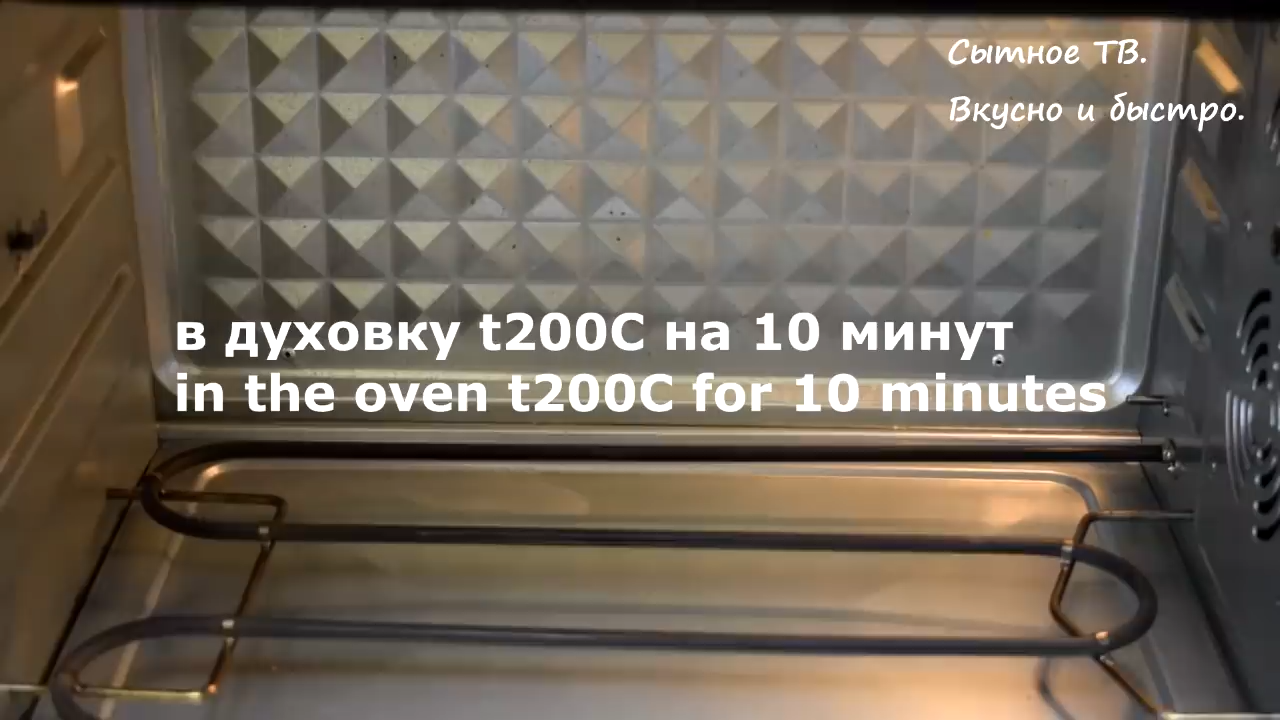 Сытное ТВ.
Вкусно и быстро.
в духовку t200C на 10 минут
in the oven t200C for 10 minutes